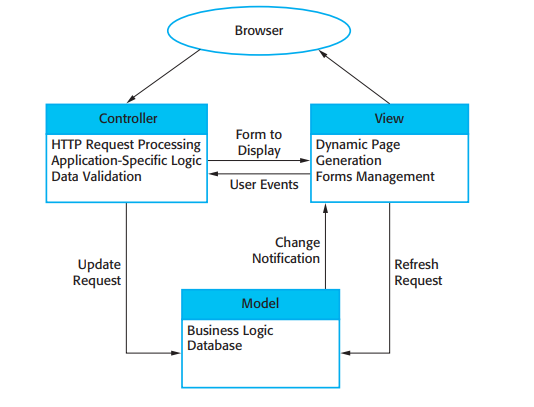 Browser
Controller
HTTP Request Processing
Application-Specific Logic
Data Validation
Form to
Display
User Events
View
Dynamic Page
Generation
Forms Management
Update
Request
Change
Notification
Refresh
Request
Model
Business Logic
Database